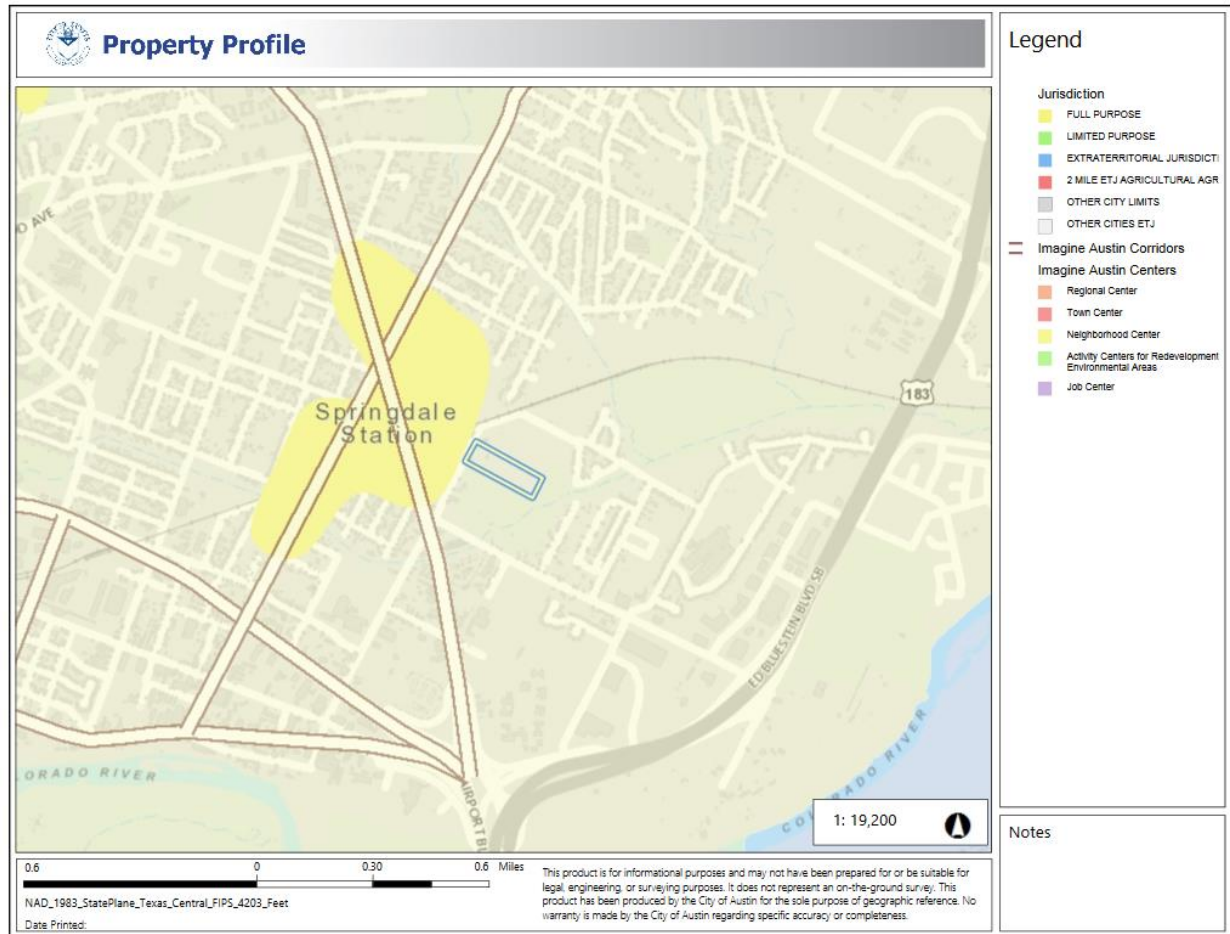 Property Profile
O AVE
Springdale
Station
183
ED BLUESTEIN BLVD SB
COLORADO RIVER
ORADO RIVER
AIRPORT BL
1: 19,200
Legend
Jurisdiction
FULL PURPOSE
LIMITED PURPOSE
EXTRATERRITORIAL JURISDICTI
2 MILE ETJ AGRICULTURAL AGR
OTHER CITY LIMITS
OTHER CITIES ETJ
Imagine Austin Corridors
Imagine Austin Centers
Regional Center
Town Center
Neighborhood Center
Activity Centers for Redevelopment
Environmental Areas
Job Center
Notes
0.6 0 0.30 0.6 Miles
NAD_1983_StatePlane_Texas_Central_FIPS_4203_Feet
Date Printed:
This product is for informational purposes and may not have been prepared for or be suitable for
legal, engineering, or surveying purposes. It does not represent an on-the-ground survey. This
product has been produced by the City of Austin for the sole purpose of geographic reference. No
warranty is made by the City of Austin regarding specific accuracy or completeness.